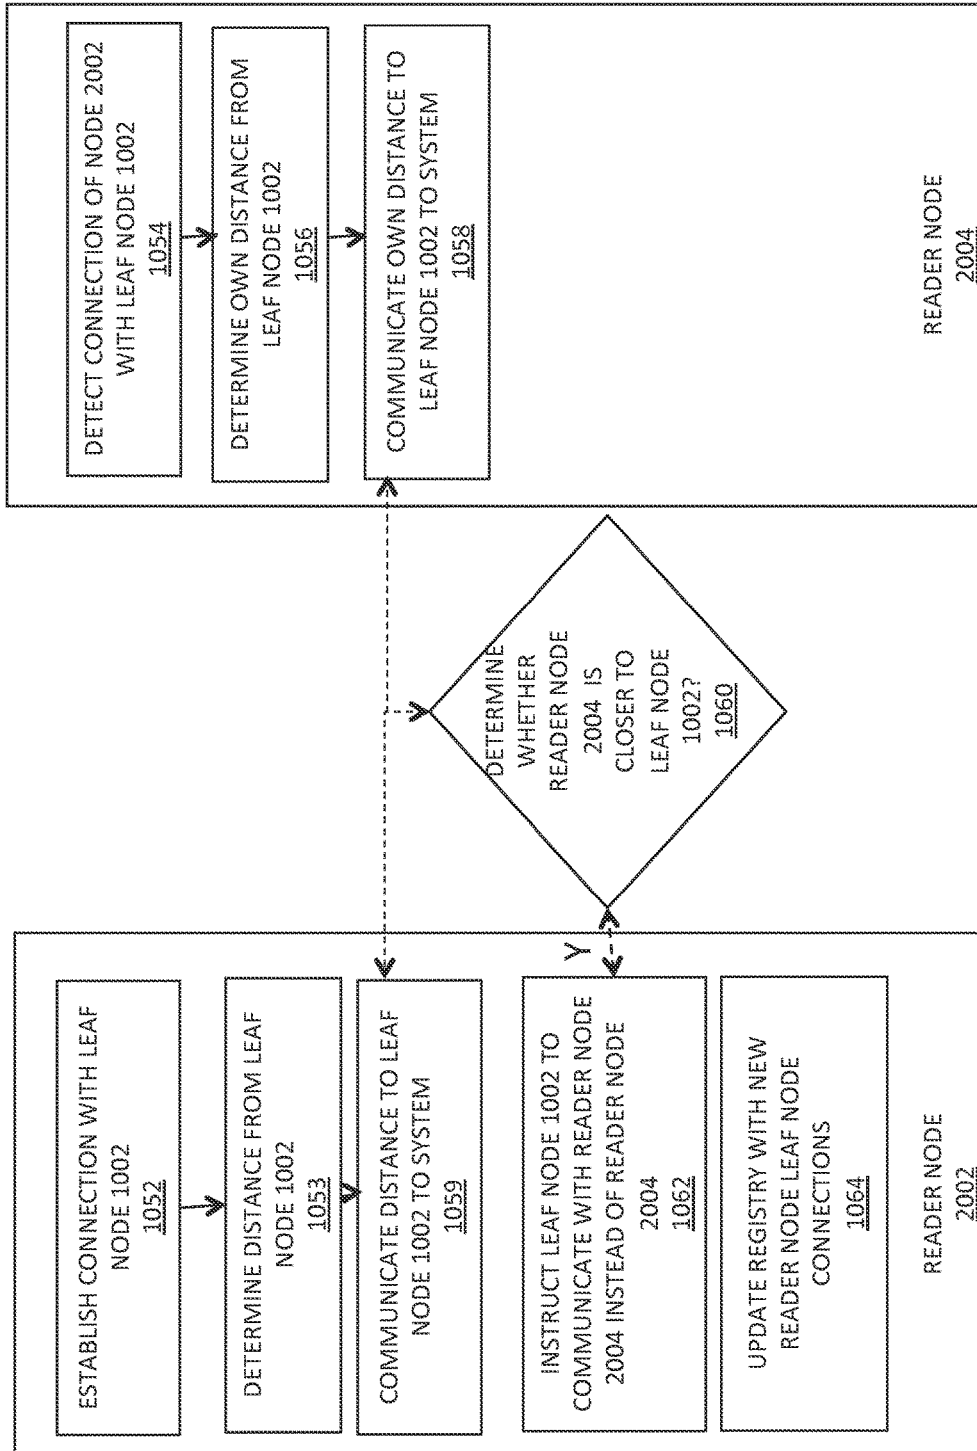 ESTABLISH CONNECTION WITH LEAF
NODE 1002
1052
DETERMINE DISTANCE FROM LEAF
NODE 1002
1053
COMMUNICATE DISTANCE TO LEAF
NODE 1002 TO SYSTEM
1059
INSTRUCT LEAF NODE 1002 TO
COMMUNICATE WITH READER NODE
2004 INSTEAD OF READER NODE
2004
1062
UPDATE REGISTRY WITH NEW
READER NODE LEAF NODE
CONNECTIONS
1064
READER NODE
2002
Y
DETERMINE
WHETHER
READER NODE
2004 IS
CLOSER TO
LEAF NODE
1002?
1060
DETECT CONNECTION OF NODE 2002
WITH LEAF NODE 1002
1054
DETERMINE OWN DISTANCE FROM
LEAF NODE 1002
1056
COMMUNICATE OWN DISTANCE TO
LEAF NODE 1002 TO SYSTEM
1058
READER NODE
2004